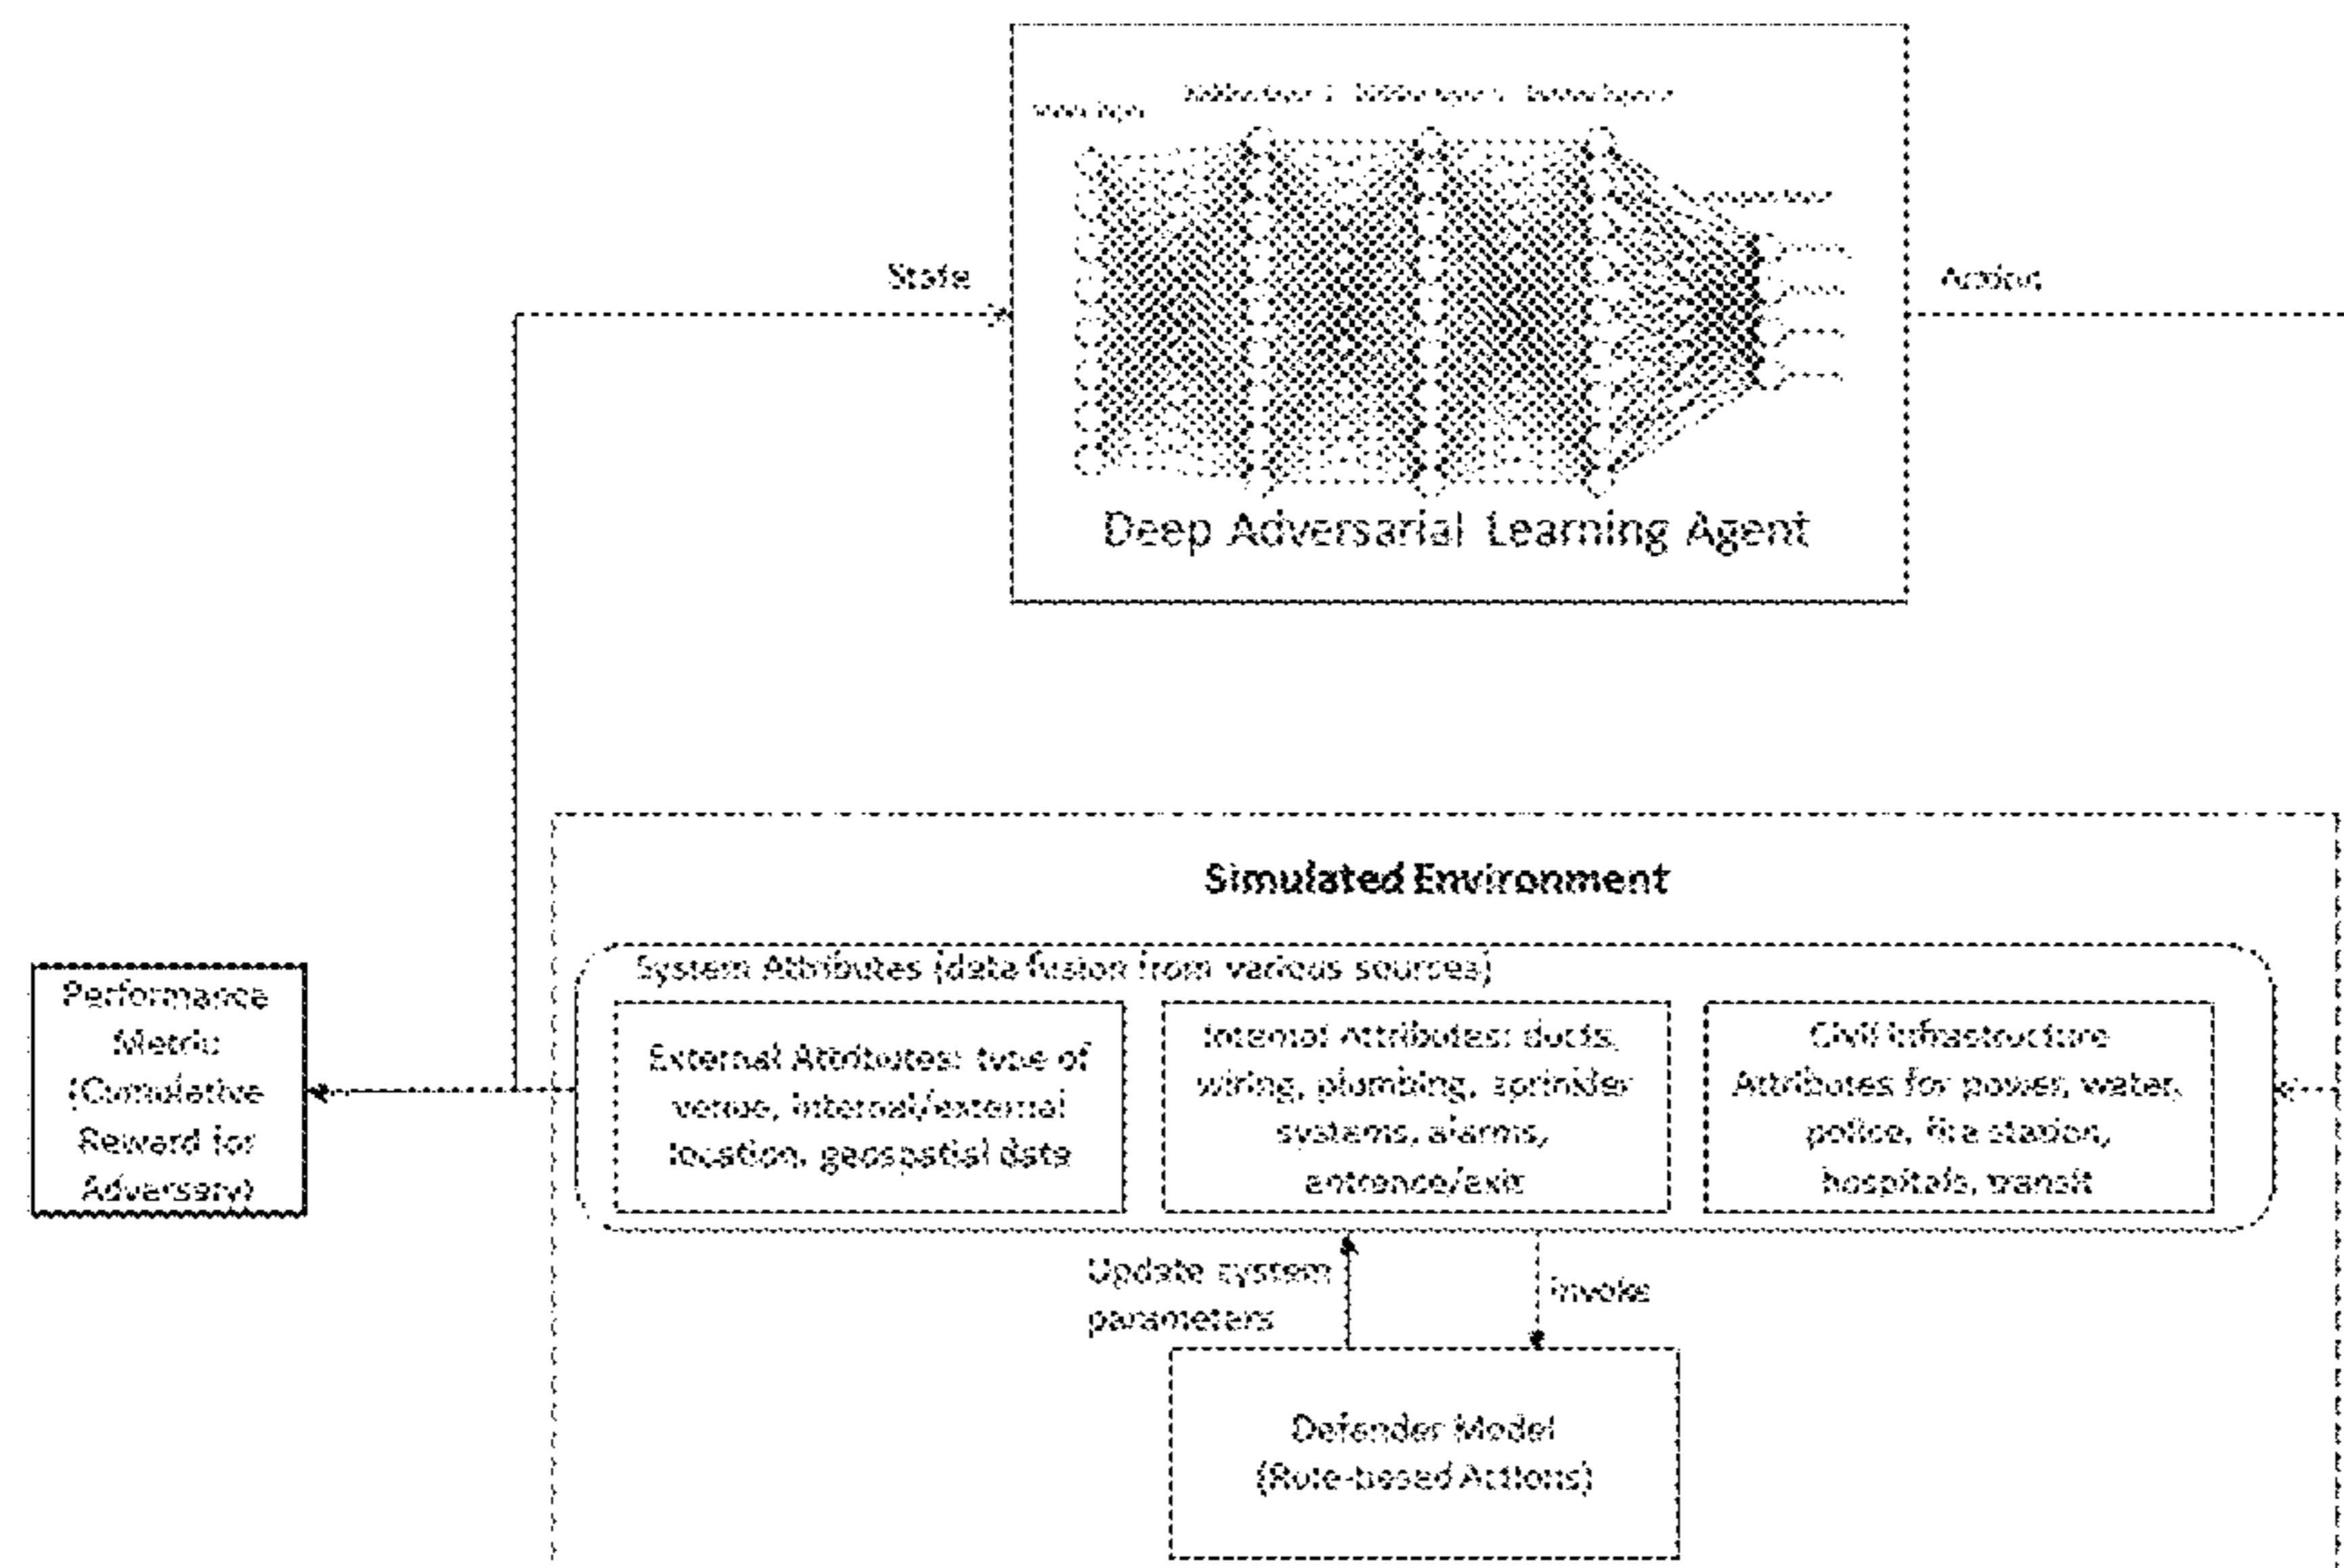 State
Action
Deep Adversarial Learning Agent
Simulated Environment
System Attributes (data fusion from various sources)
Performance
Metric
(Cumulative
Reward for
Adversary)
External Attributes: type of
venue, internal/external
location, geospatial data
Internal Attributes: ducts,
wiring, plumbing, sprinkler
systems, alarms,
entrance/exit
Civil Infrastructure
Attributes for power, water,
police, fire station,
hospitals, transit
Update system
parameters
invoke
Defender Model
(Rule-based Actions)